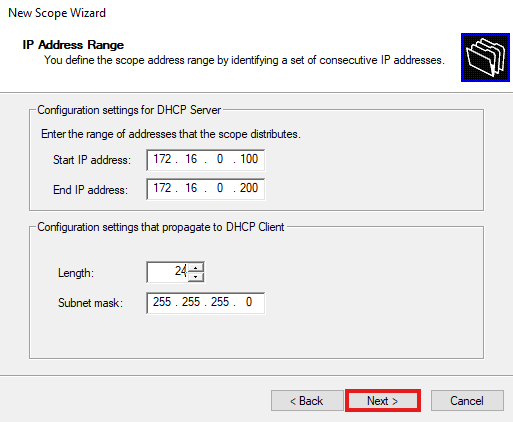 New Scope Wizard
IP Address Range
You define the scope address range by identifying a set of consecutive IP addresses.
Configuration settings for DHCP Server
Enter the range of addresses that the scope distributes.
Start IP address: 172 . 16 . 0 . 100
End IP address: 172 . 16 . 0 . 200
Configuration settings that propagate to DHCP Client
Length: 24
Subnet mask: 255 . 255 . 255 . 0
< Back Next > Cancel